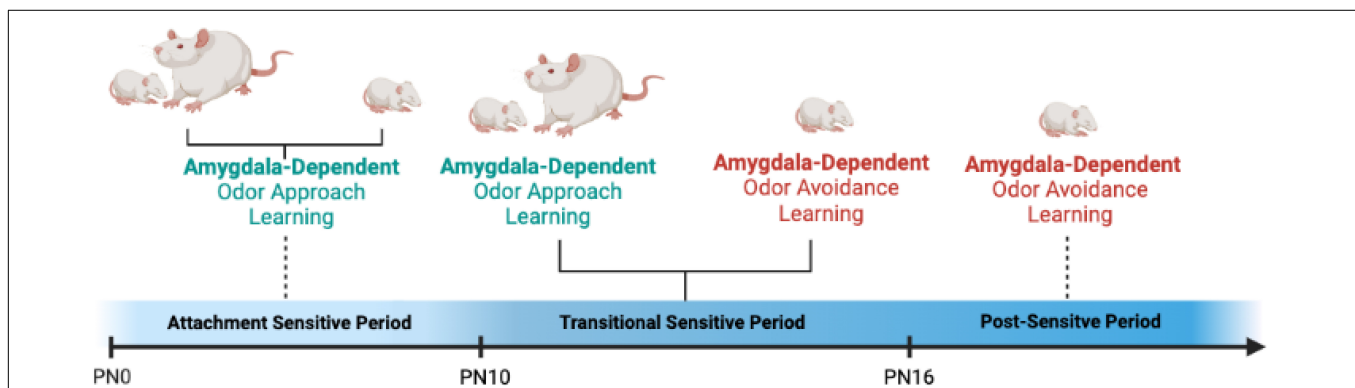 Amygdala-Dependent
Odor Approach
Learning
Amygdala-Dependent
Odor Approach
Learning
Amygdala-Dependent
Odor Avoidance
Learning
Amygdala-Dependent
Odor Avoidance
Learning
Attachment Sensitive Period
Transitional Sensitive Period
Post-Sensitve Period
PN0
PN10
PN16